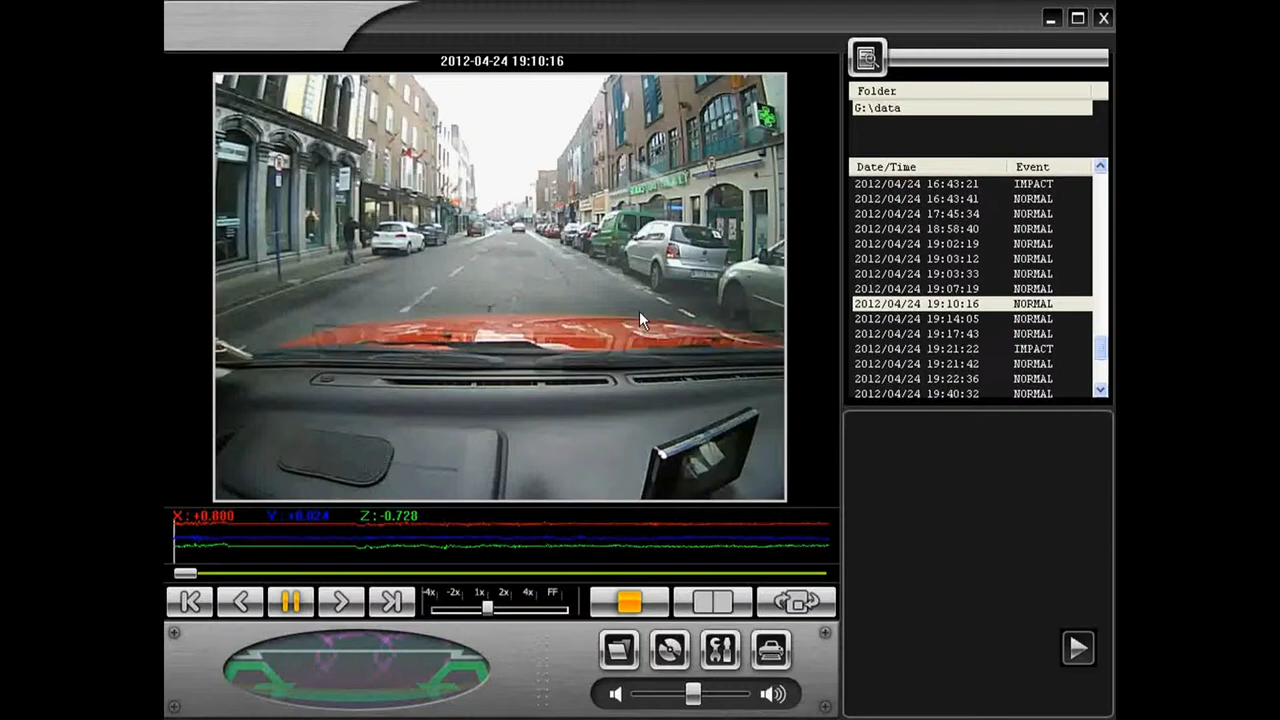 2012-04-24 19:10:16
Folder
G:\data
Date/Time Event
2012/04/24 16:43:21 IMPACT
2012/04/24 16:43:41 NORMAL
2012/04/24 17:45:34 NORMAL
2012/04/24 18:58:40 NORMAL
2012/04/24 19:02:19 NORMAL
2012/04/24 19:03:12 NORMAL
2012/04/24 19:03:33 NORMAL
2012/04/24 19:07:19 NORMAL
2012/04/24 19:10:16 NORMAL
2012/04/24 19:14:05 NORMAL
2012/04/24 19:17:43 NORMAL
2012/04/24 19:21:22 IMPACT
2012/04/24 19:21:42 NORMAL
2012/04/24 19:22:36 NORMAL
2012/04/24 19:40:32 NORMAL
X:+0.800 Y:+0.024 Z:-0.728
-4x -2x 1x 2x 4x FF